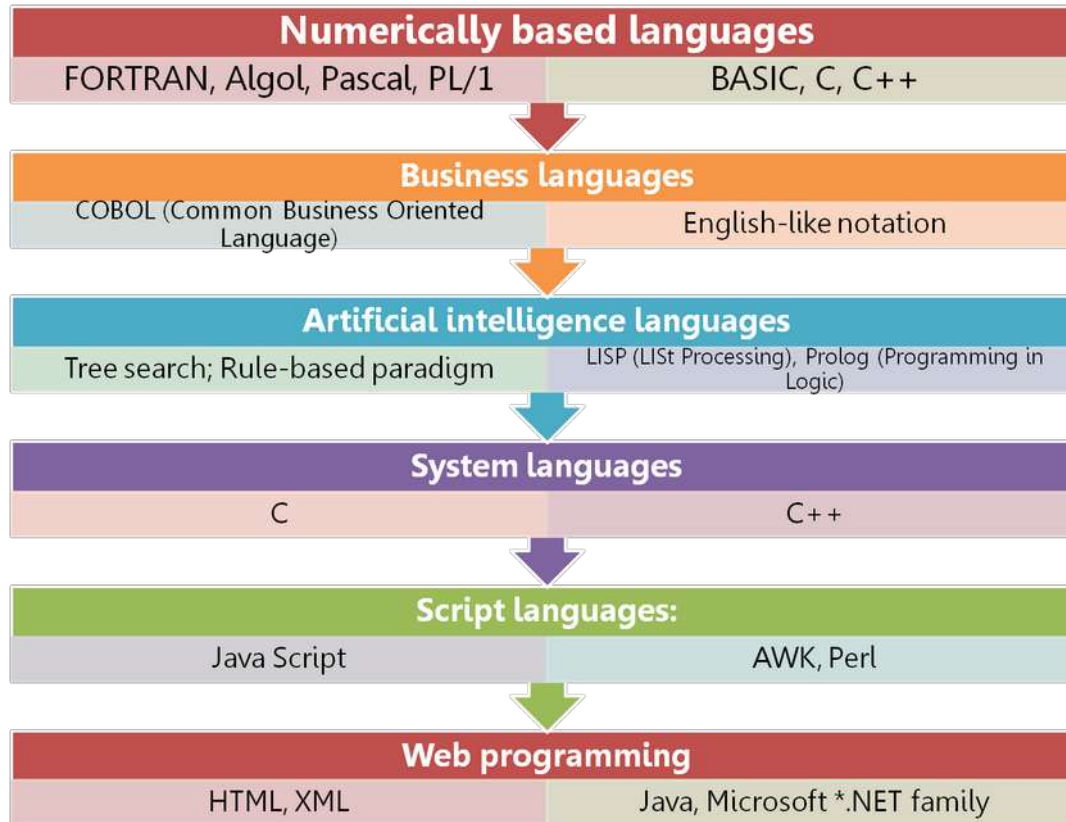 Numerically based languages
FORTRAN, Algol, Pascal, PL/1
BASIC, C, C++
Business languages
COBOL (Common Business Oriented
Language)
English-like notation
Artificial intelligence languages
Tree search; Rule-based paradigm
LISP (LISt Processing), Prolog (Programming in
Logic)
System languages
C
C++
Script languages:
Java Script
AWK, Perl
Web programming
HTML, XML
Java, Microsoft *.NET family